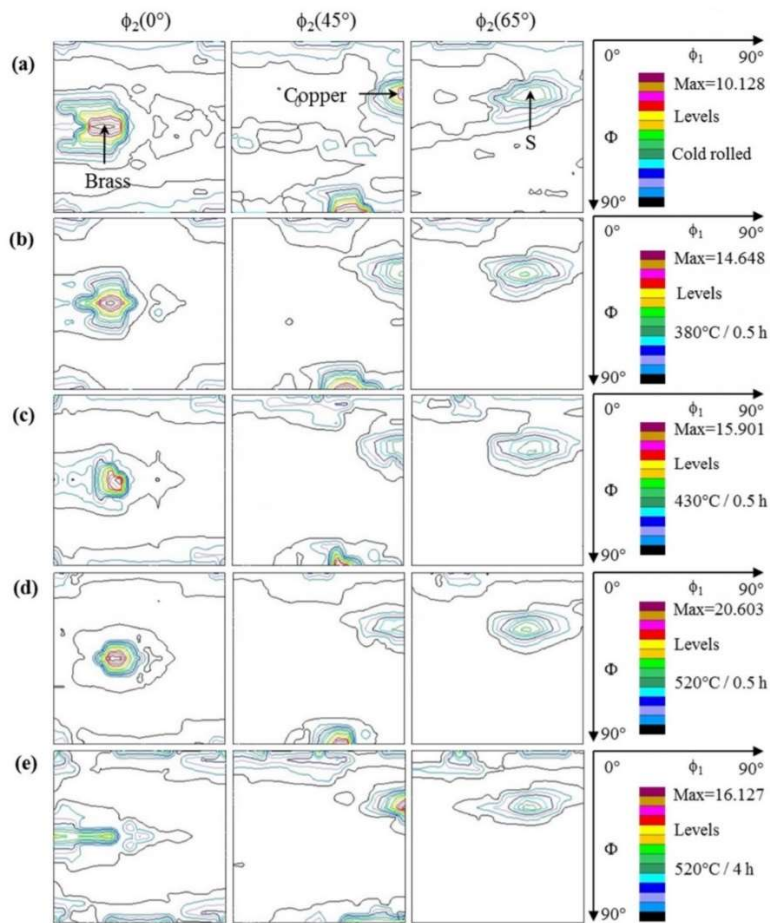 ϕ₂(0°) ϕ₂(45°) ϕ₂(65°)
(a) 0° ϕ₁ 90°
Max=10.128
Copper
Levels
Φ
S
Cold rolled
Brass
90°
(b) 0° ϕ₁ 90°
Max=14.648
Levels
Φ
380°C / 0.5 h
90°
(c) 0° ϕ₁ 90°
Max=15.901
Levels
Φ
430°C / 0.5 h
90°
(d) 0° ϕ₁ 90°
Max=20.603
Levels
Φ
520°C / 0.5 h
90°
(e) 0° ϕ₁ 90°
Max=16.127
Levels
Φ
520°C / 4 h
90°